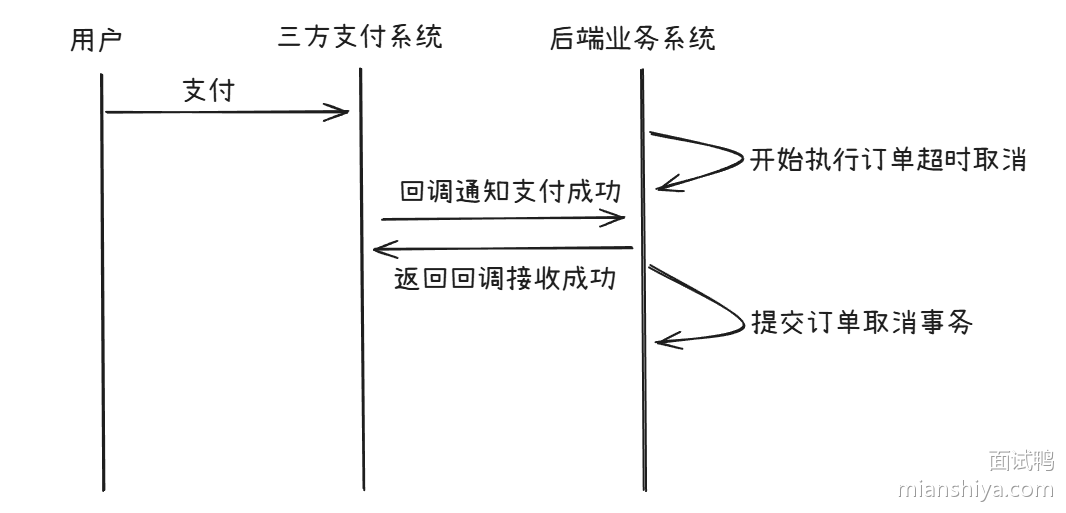 用户
三方支付系统
后端业务系统
支付
开始执行订单超时取消
回调通知支付成功
返回回调接收成功
提交订单取消事务
面试鸭
mianshiya.com